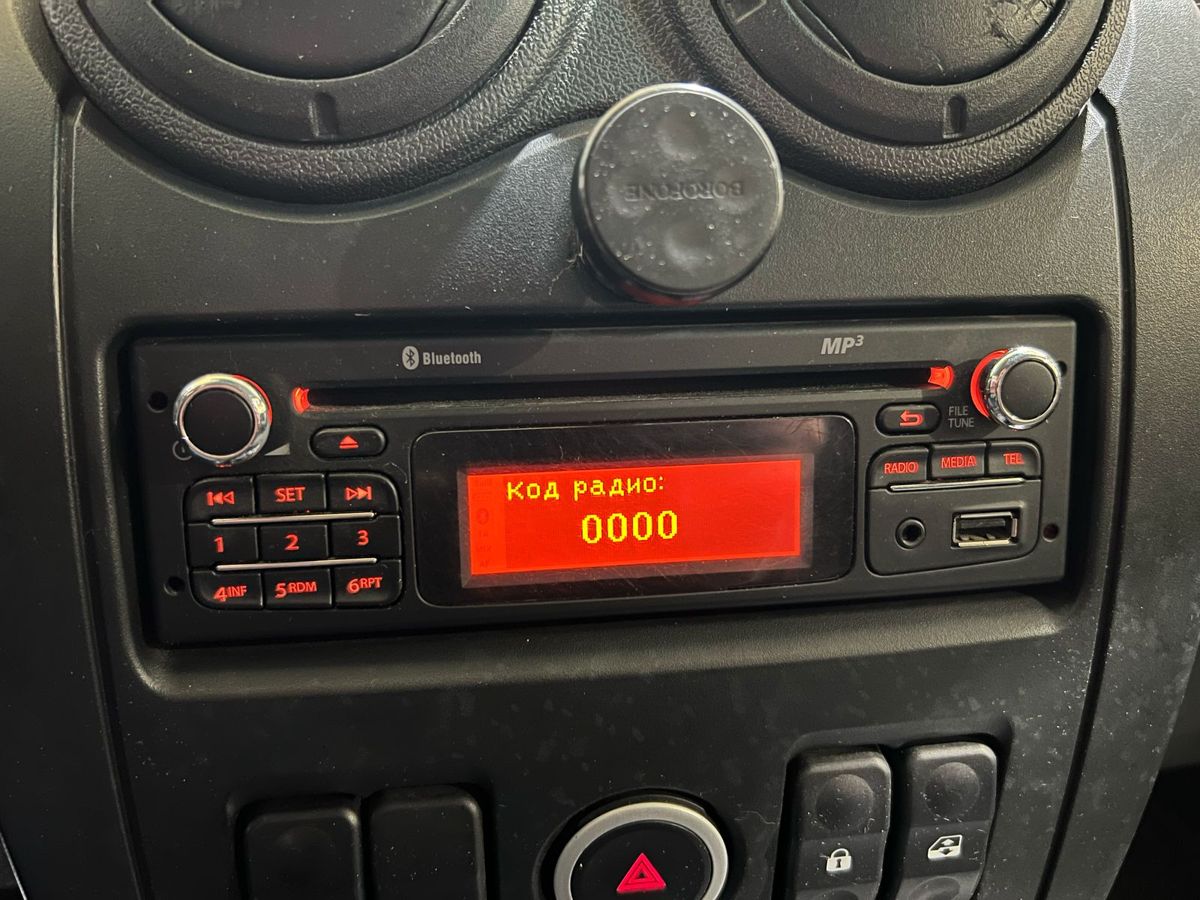 BOROFONE
Bluetooth
MP3
FILE
TUNE
SET
RADIO
MEDIA
TEL
Код радио:
0000
1
2
3
4INF
5RDM
6RPT